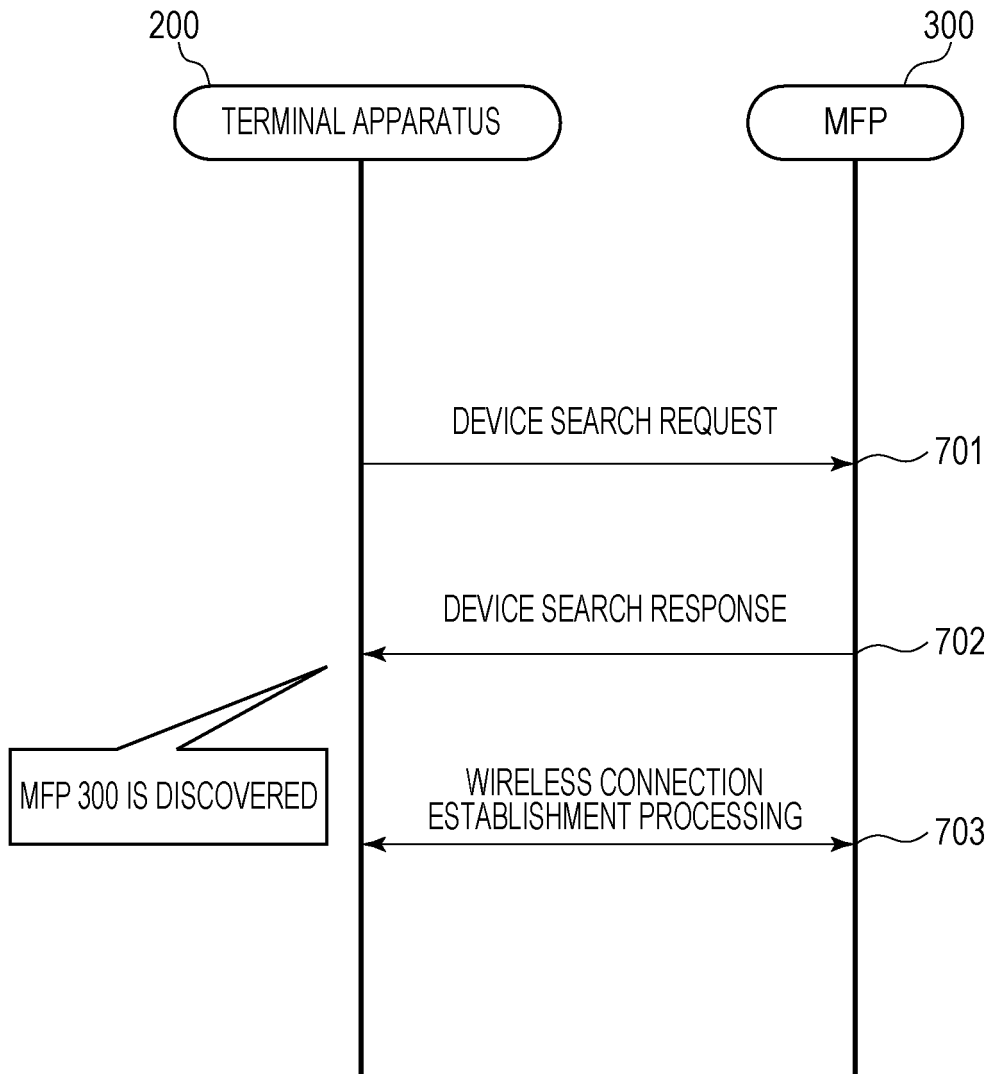 200
300
TERMINAL APPARATUS
MFP
DEVICE SEARCH REQUEST
701
DEVICE SEARCH RESPONSE
702
MFP 300 IS DISCOVERED
WIRELESS CONNECTION
ESTABLISHMENT PROCESSING
703